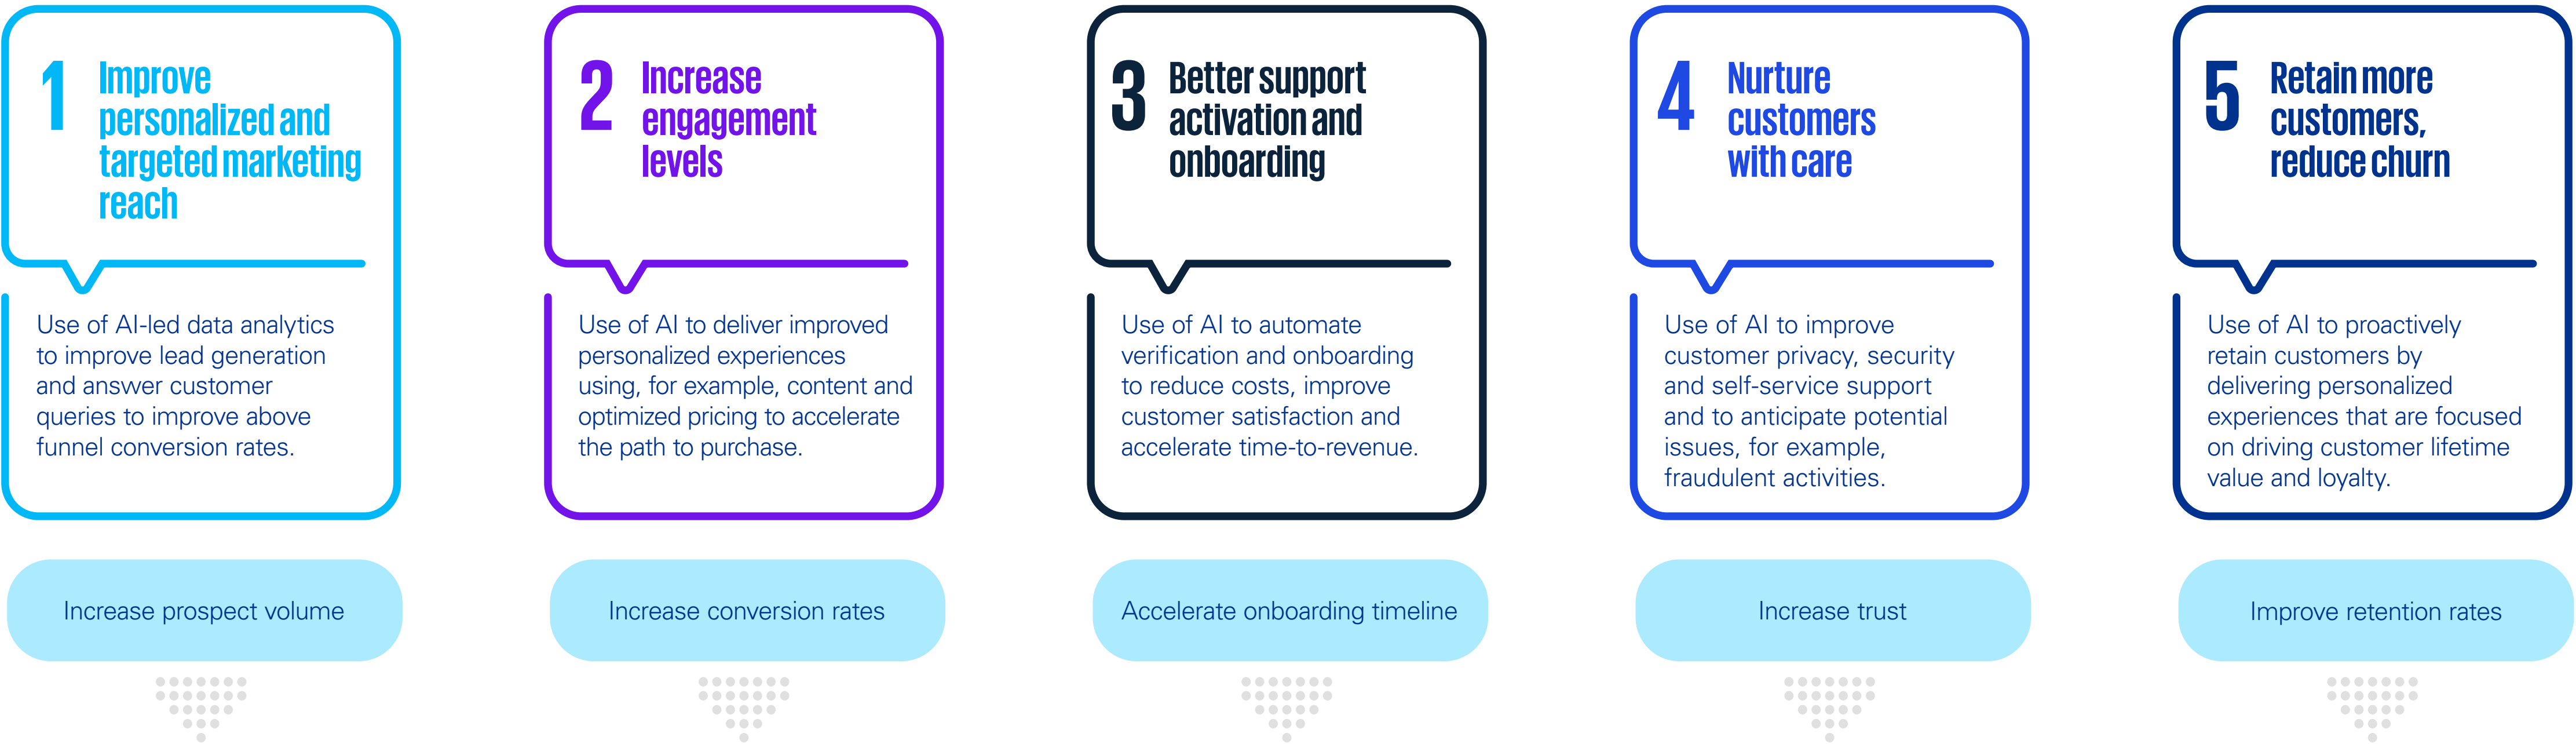 1
Improve
personalized and
targeted marketing
reach
Use of AI-led data analytics
to improve lead generation
and answer customer
queries to improve above
funnel conversion rates.
Increase prospect volume
2
Increase
engagement
levels
Use of AI to deliver improved
personalized experiences
using, for example, content and
optimized pricing to accelerate
the path to purchase.
Increase conversion rates
3
Better support
activation and
onboarding
Use of AI to automate
verification and onboarding
to reduce costs, improve
customer satisfaction and
accelerate time-to-revenue.
Accelerate onboarding timeline
4
Nurture
customers
with care
Use of AI to improve
customer privacy, security
and self-service support
and to anticipate potential
issues, for example,
fraudulent activities.
Increase trust
5
Retain more
customers,
reduce churn
Use of AI to proactively
retain customers by
delivering personalized
experiences that are focused
on driving customer lifetime
value and loyalty.
Improve retention rates